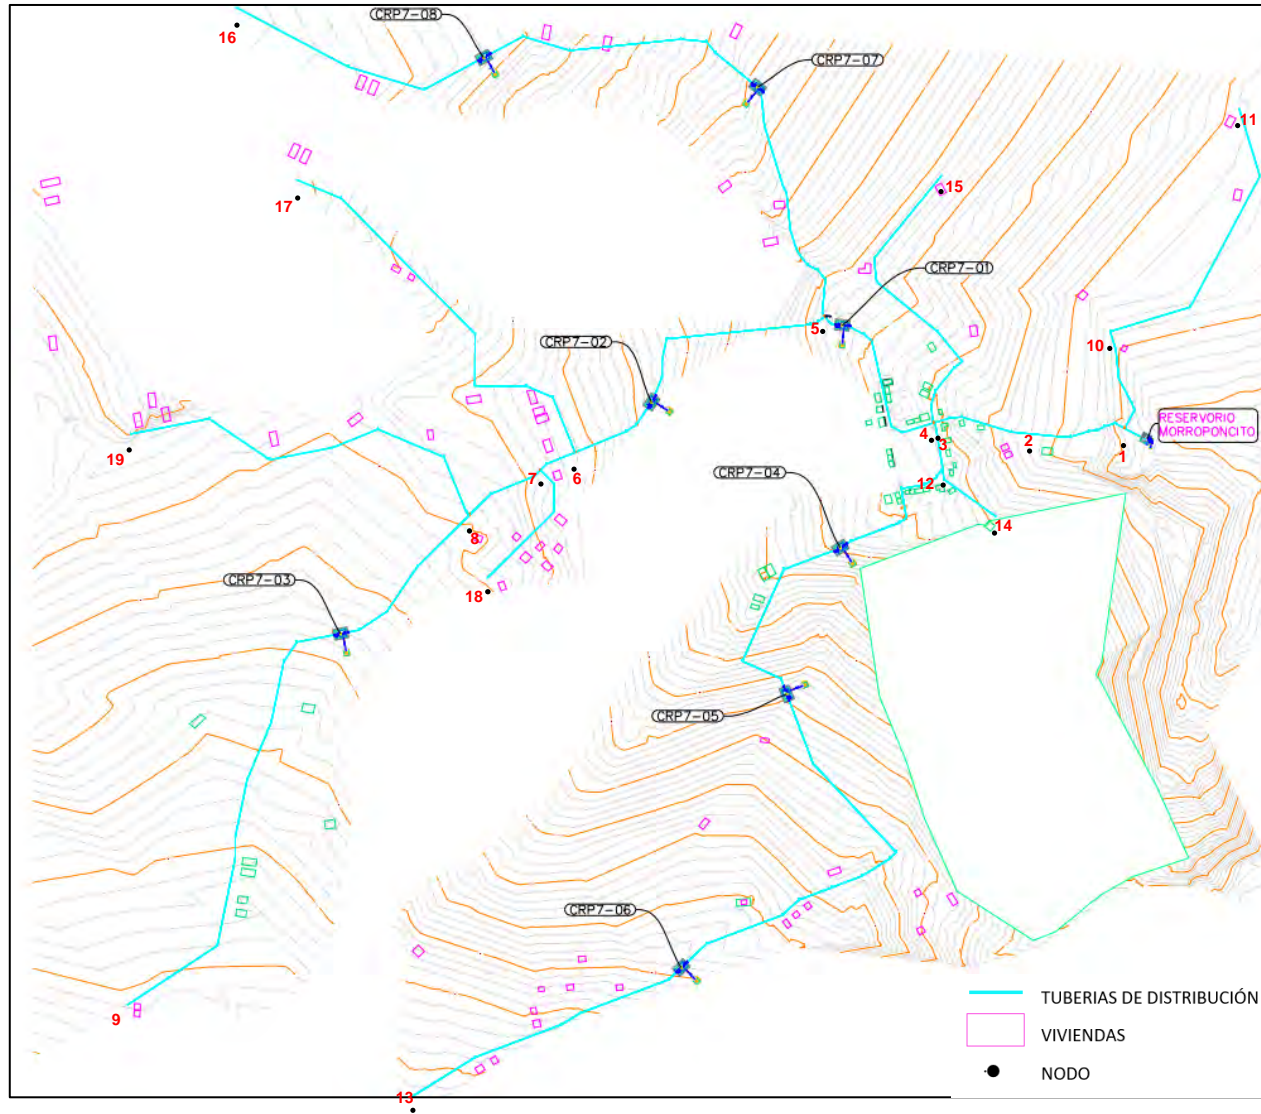 CRP7-08
16
CRP7-07
11
15
17
CRP7-01
5
CRP7-02
10
RESERVORIO
MORROPONCITO
4
3
2
1
19
6
7
CRP7-04
12
8
14
CRP7-03
18
CRP7-05
CRP7-06
TUBERIAS DE DISTRIBUCIÓN
9
VIVIENDAS
NODO
13